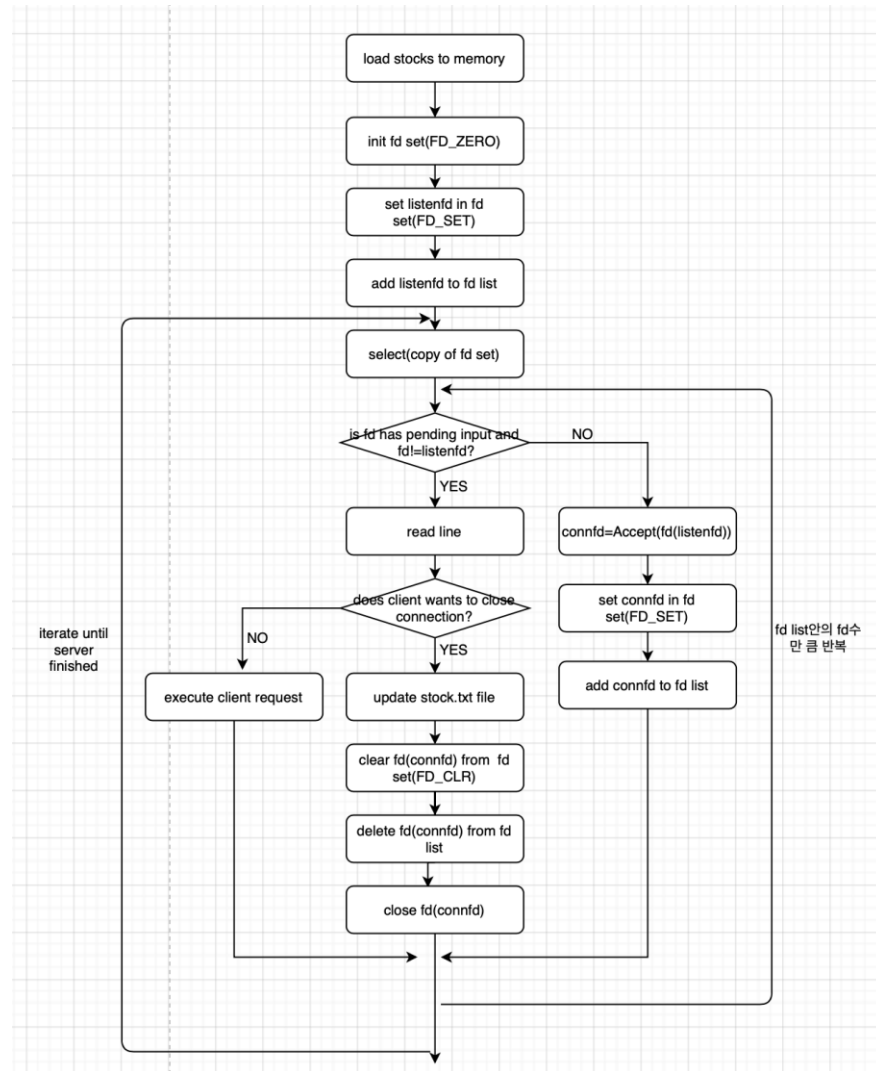 load stocks to memory
init fd set(FD_ZERO)
set listenfd in fd
set(FD_SET)
add listenfd to fd list
select(copy of fd set)
is fd has pending input and
fd!=listenfd?
NO
YES
read line
connfd=Accept(fd(listenfd))
does client wants to close
connection?
set connfd in fd
set(FD_SET)
iterate until
server
finished
NO
YES
fd list안의 fd수
만 큼 반복
execute client request
update stock.txt file
add connfd to fd list
clear fd(connfd) from fd
set(FD_CLR)
delete fd(connfd) from fd
list
close fd(connfd)